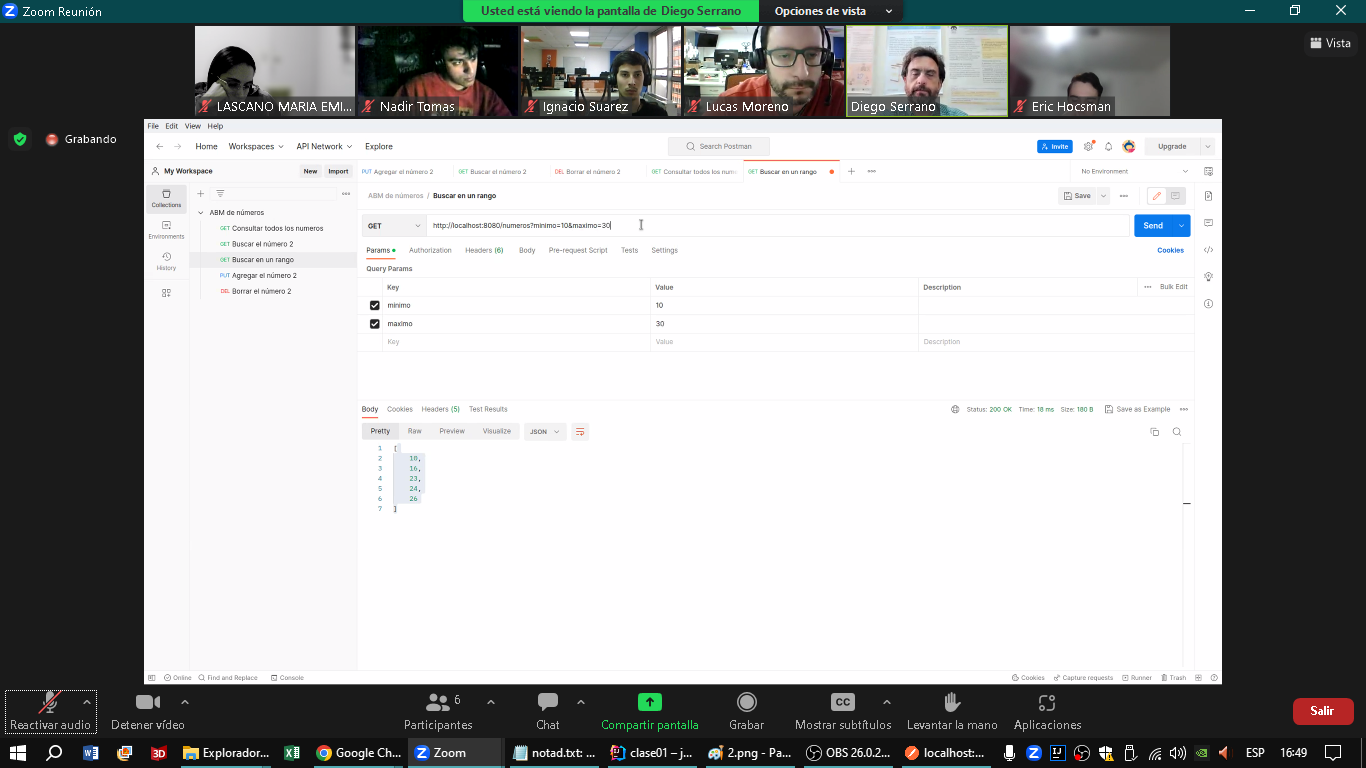 Zoom Reunión
Usted está viendo la pantalla de Diego Serrano
Opciones de vista
Vista
LASCANO MARIA EMI...
Nadir Tomas
Ignacio Suarez
Lucas Moreno
Diego Serrano
Eric Hocsman
Grabando
File Edit View Help
Home Workspaces API Network Explore
Search Postman
Invite
Upgrade
My Workspace
New Import
PUT Agregar el número 2
GET Buscar el número 2
DEL Borrar el número 2
GET Consultar todos los num
GET Buscar en un rango
No Environment
Collections
Environments
History
ABM de números
GET Consultar todos los numeros
GET Buscar el número 2
GET Buscar en un rango
PUT Agregar el número 2
DEL Borrar el número 2
ABM de números / Buscar en un rango
Save
GET
http://localhost:8080/numeros?minimo=10&maximo=30
Send
Params Authorization Headers (6) Body Pre-request Script Tests Settings
Cookies
Query Params
Key Value Description
Bulk Edit
minimo 10
maximo 30
Key Value Description
Body Cookies Headers (5) Test Results
Status: 200 OK Time: 18 ms Size: 180 B
Save as Example
Pretty Raw Preview Visualize JSON
1 [
2 10,
3 16,
4 23,
5 24,
6 26
7 ]
Online Find and Replace Console
Cookies Capture requests Runner Trash
Reactivar audio
Detener vídeo
6
Participantes
Chat
Compartir pantalla
Grabar
CC
Mostrar subtítulos
Levantar la mano
Aplicaciones
Salir
Explorador...
Google Ch...
Zoom
notad.txt: ...
clase01 – j...
2.png - Pa...
OBS 26.0.2...
localhost:...
ESP
16:49